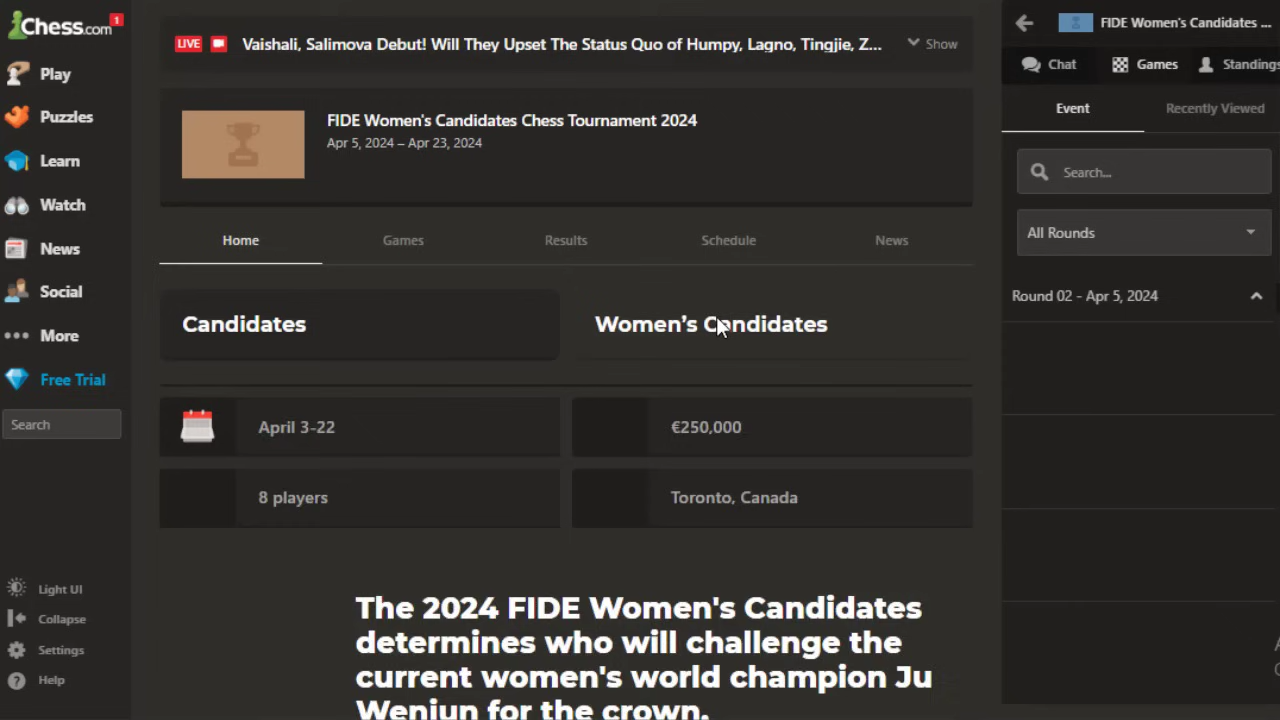 Chess.com
1
Play
Puzzles
Learn
Watch
News
Social
More
Free Trial
Search
Light UI
Collapse
Settings
Help
LIVE Vaishali, Salimova Debut! Will They Upset The Status Quo of Humpy, Lagno, Tingjie, Z... Show
FIDE Women's Candidates Chess Tournament 2024
Apr 5, 2024 – Apr 23, 2024
Home Games Results Schedule News
Candidates Women's Candidates
April 3-22 €250,000
8 players Toronto, Canada
The 2024 FIDE Women's Candidates
determines who will challenge the
current women's world champion Ju
Wenjun for the crown.
FIDE Women's Candidates ...
Chat Games Standings
Event Recently Viewed
Search...
All Rounds
Round 02 - Apr 5, 2024